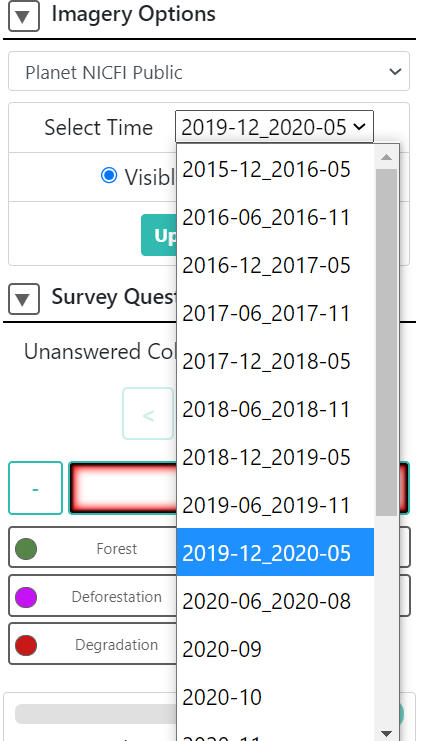 ▼ Imagery Options
Planet NICFI Public
Select Time 2019-12_2020-05
2015-12_2016-05
Visibl
2016-06_2016-11
Up
2016-12_2017-05
▼ Survey Quest
2017-06_2017-11
Unanswered Col
2017-12_2018-05
< 2018-06_2018-11
2018-12_2019-05
-
2019-06_2019-11
Forest 2019-12_2020-05
Deforestation 2020-06_2020-08
Degradation 2020-09
2020-10
2020-11